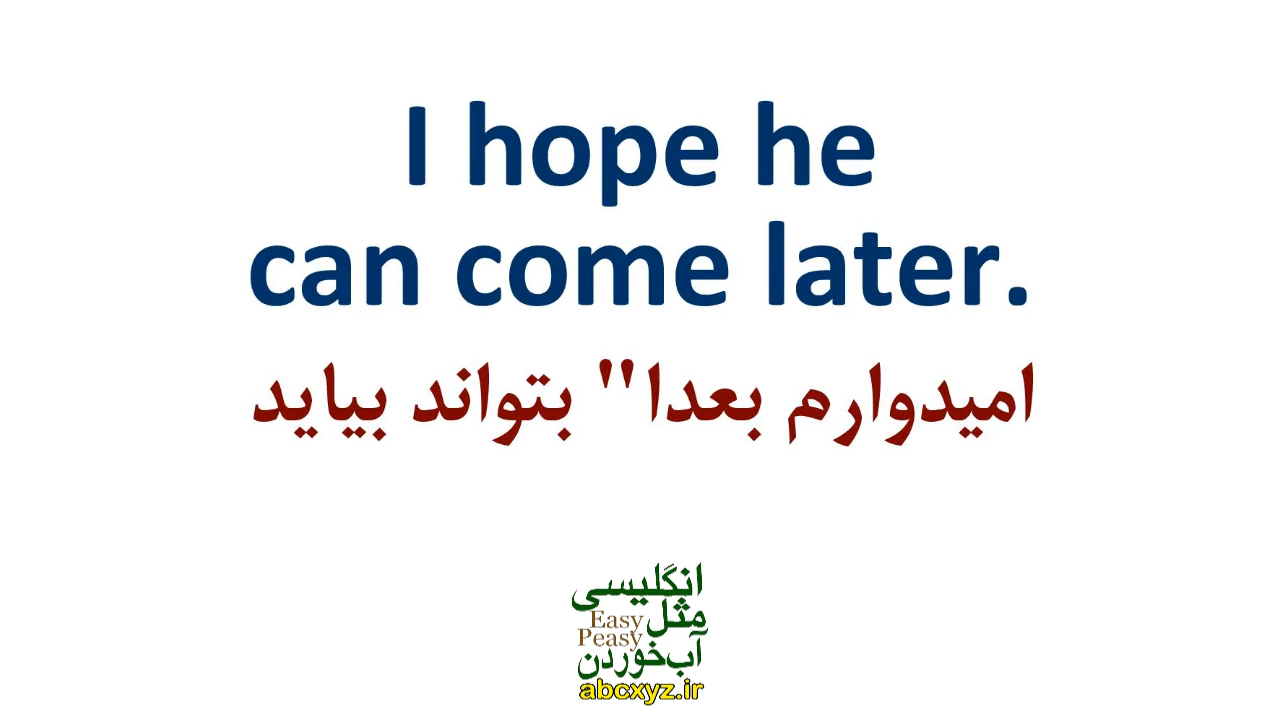 I hope he
can come later.
امیدوارم بعدا" بتواند بیاید
انگلیسی
مثل
Easy
Peasy
آب‌خوردن
abcxyz.ir